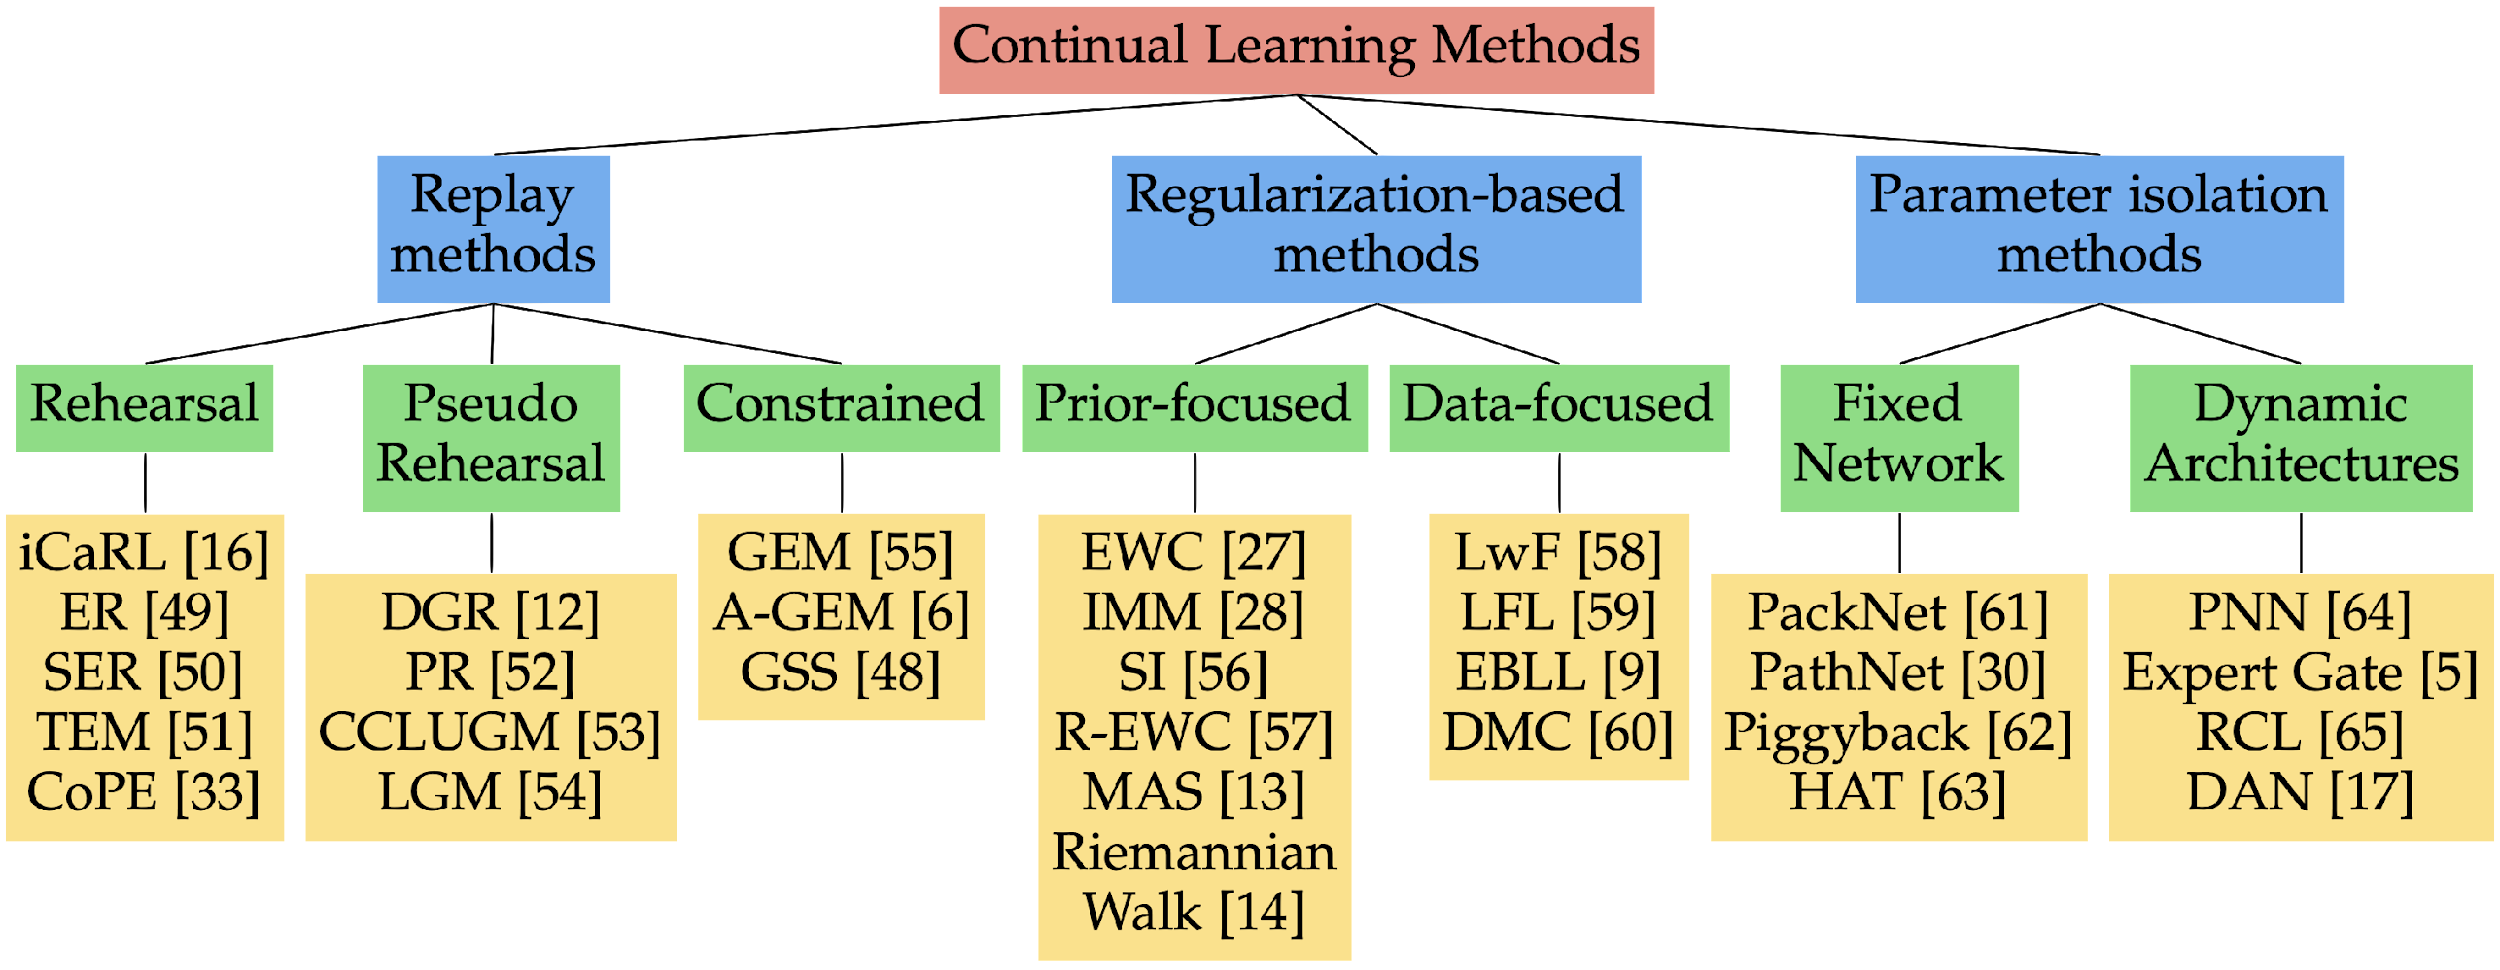 Continual Learning Methods
Replay
methods
Regularization-based
methods
Parameter isolation
methods
Rehearsal
Pseudo
Rehearsal
Constrained
Prior-focused
Data-focused
Fixed
Network
Dynamic
Architectures
iCaRL [16]
ER [49]
SER [50]
TEM [51]
CoPE [33]
DGR [12]
PR [52]
CCLUGM [53]
LGM [54]
GEM [55]
A-GEM [6]
GSS [48]
EWC [27]
IMM [28]
SI [56]
R-EWC [57]
MAS [13]
Riemannian
Walk [14]
LwF [58]
LFL [59]
EBLL [9]
DMC [60]
PackNet [61]
PathNet [30]
Piggyback [62]
HAT [63]
PNN [64]
Expert Gate [5]
RCL [65]
DAN [17]